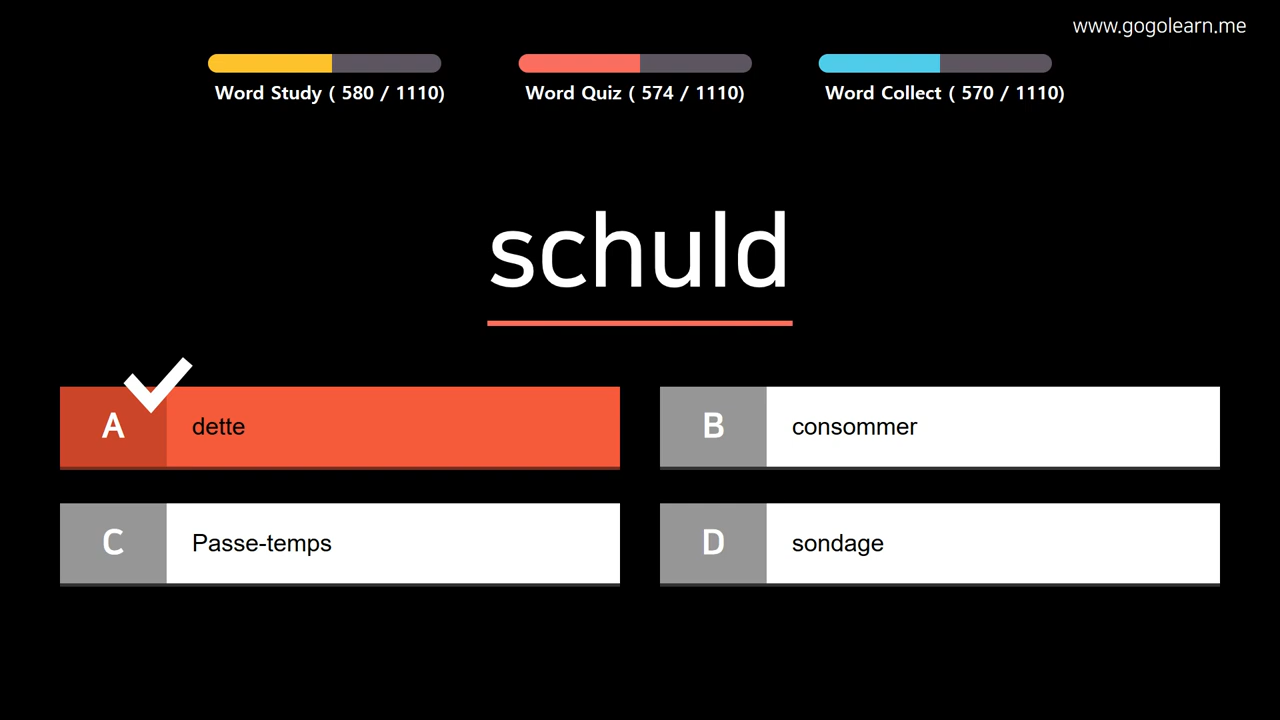 www.gogolearn.me
Word Study ( 580 / 1110)
Word Quiz ( 574 / 1110)
Word Collect ( 570 / 1110)
schuld
A dette
B consommer
C Passe-temps
D sondage